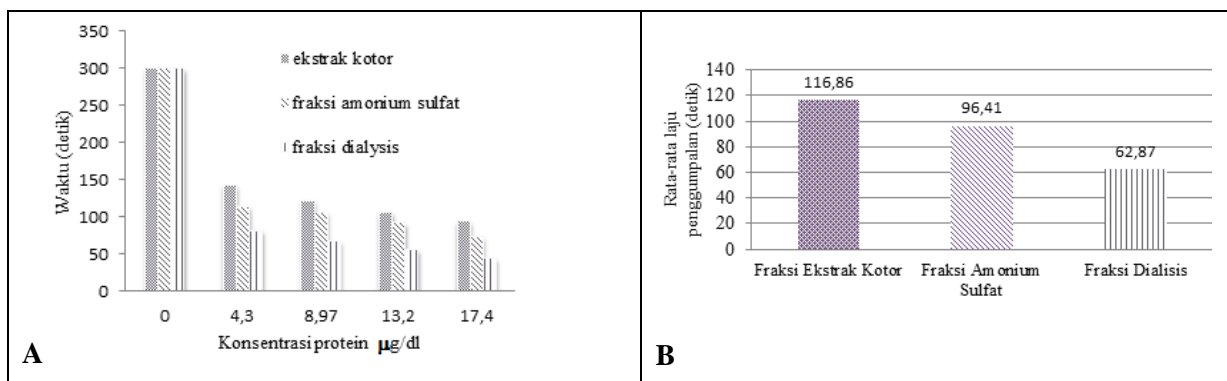 350
300
250
200
150
100
50
0
Waktu (detik)
ekstrak kotor
fraksi amonium sulfat
fraksi dialysis
0 4,3 8,97 13,2 17,4
Konsentrasi protein μg/dl
A
140
120
100
80
60
40
20
0
Rata-rata laju
penggumpalan (detik)
116,86
96,41
62,87
Fraksi Ekstrak Kotor
Fraksi Amonium
Sulfat
Fraksi Dialisis
B